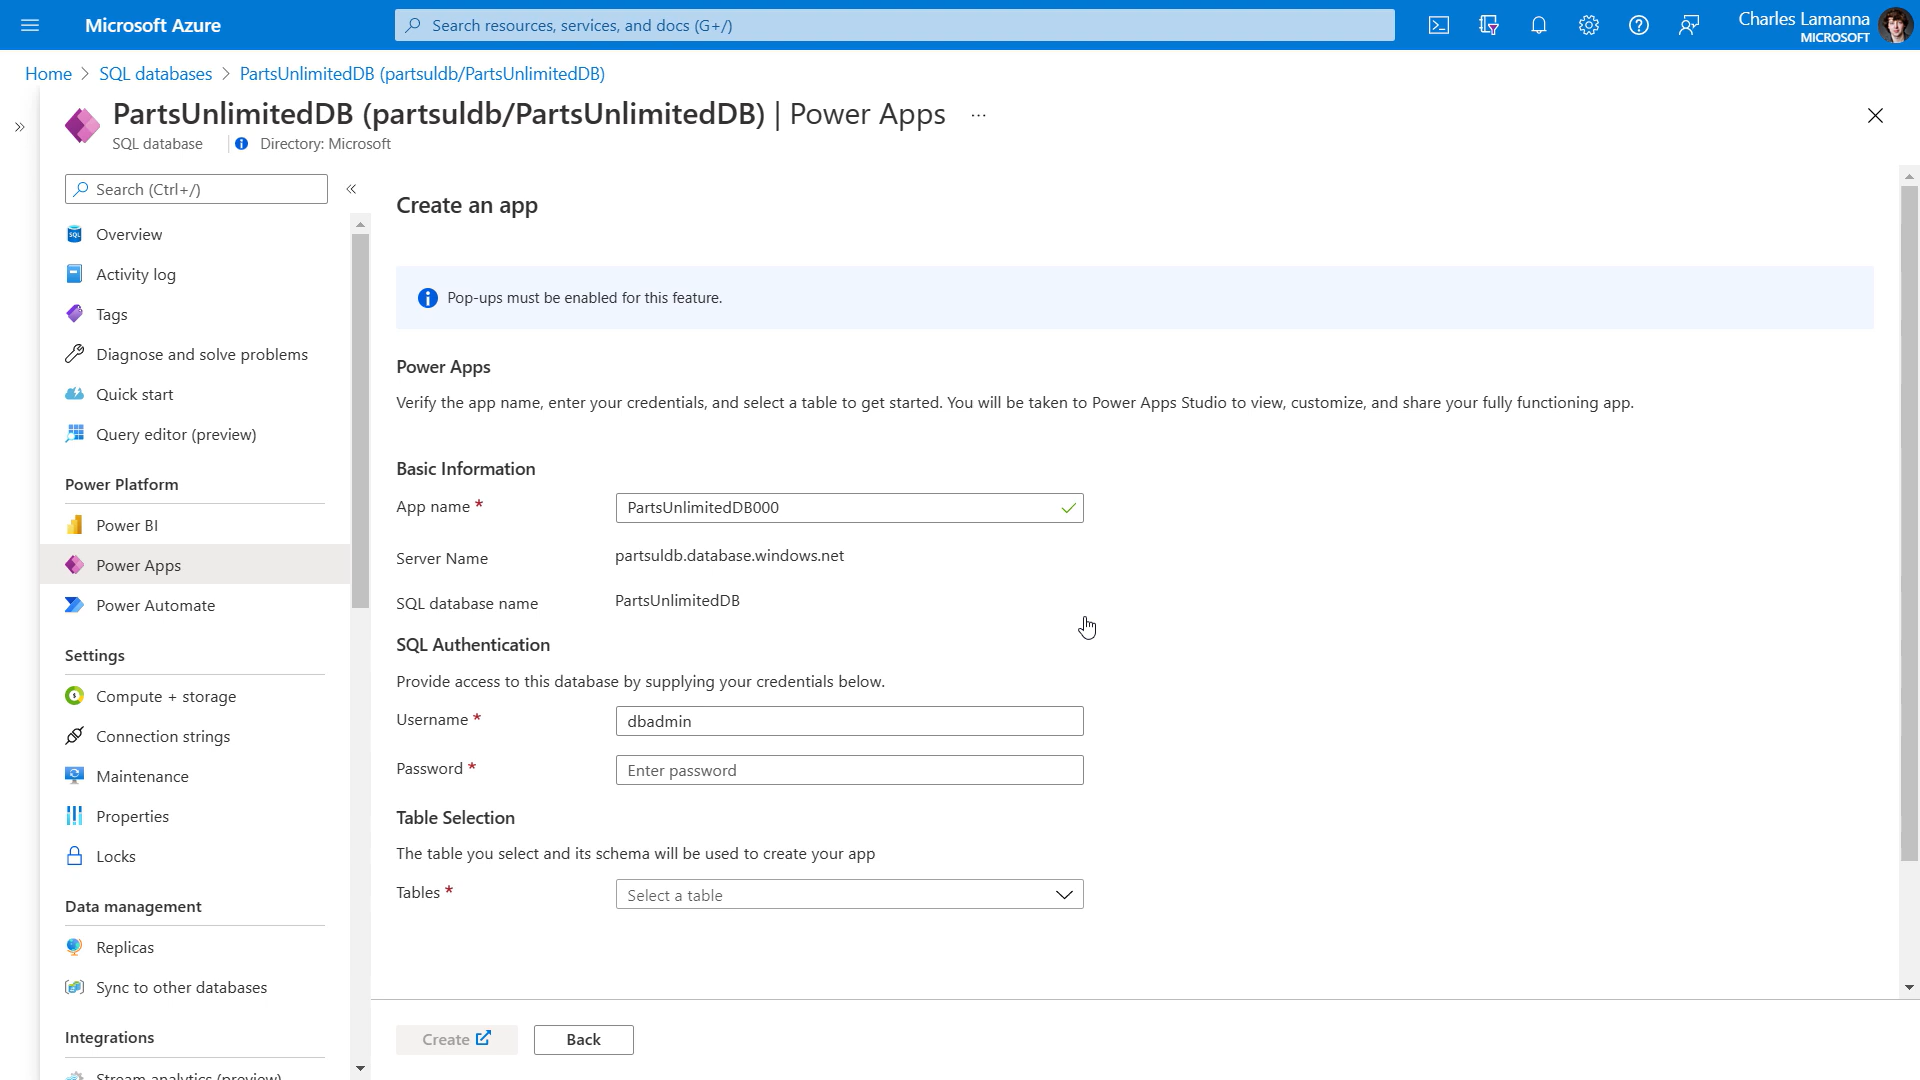 Microsoft Azure
Search resources, services, and docs (G+/)
Charles Lamanna
MICROSOFT
Home > SQL databases > PartsUnlimitedDB (partsuldb/PartsUnlimitedDB)
PartsUnlimitedDB (partsuldb/PartsUnlimitedDB) | Power Apps ...
SQL database
Directory: Microsoft
Search (Ctrl+/)
Overview
Activity log
Tags
Diagnose and solve problems
Quick start
Query editor (preview)
Power Platform
Power BI
Power Apps
Power Automate
Settings
Compute + storage
Connection strings
Maintenance
Properties
Locks
Data management
Replicas
Sync to other databases
Integrations
Stream analytics (preview)
Create an app
Pop-ups must be enabled for this feature.
Power Apps
Verify the app name, enter your credentials, and select a table to get started. You will be taken to Power Apps Studio to view, customize, and share your fully functioning app.
Basic Information
App name *
PartsUnlimitedDB000
Server Name
partsuldb.database.windows.net
SQL database name
PartsUnlimitedDB
SQL Authentication
Provide access to this database by supplying your credentials below.
Username *
dbadmin
Password *
Enter password
Table Selection
The table you select and its schema will be used to create your app
Tables *
Select a table
Create
Back